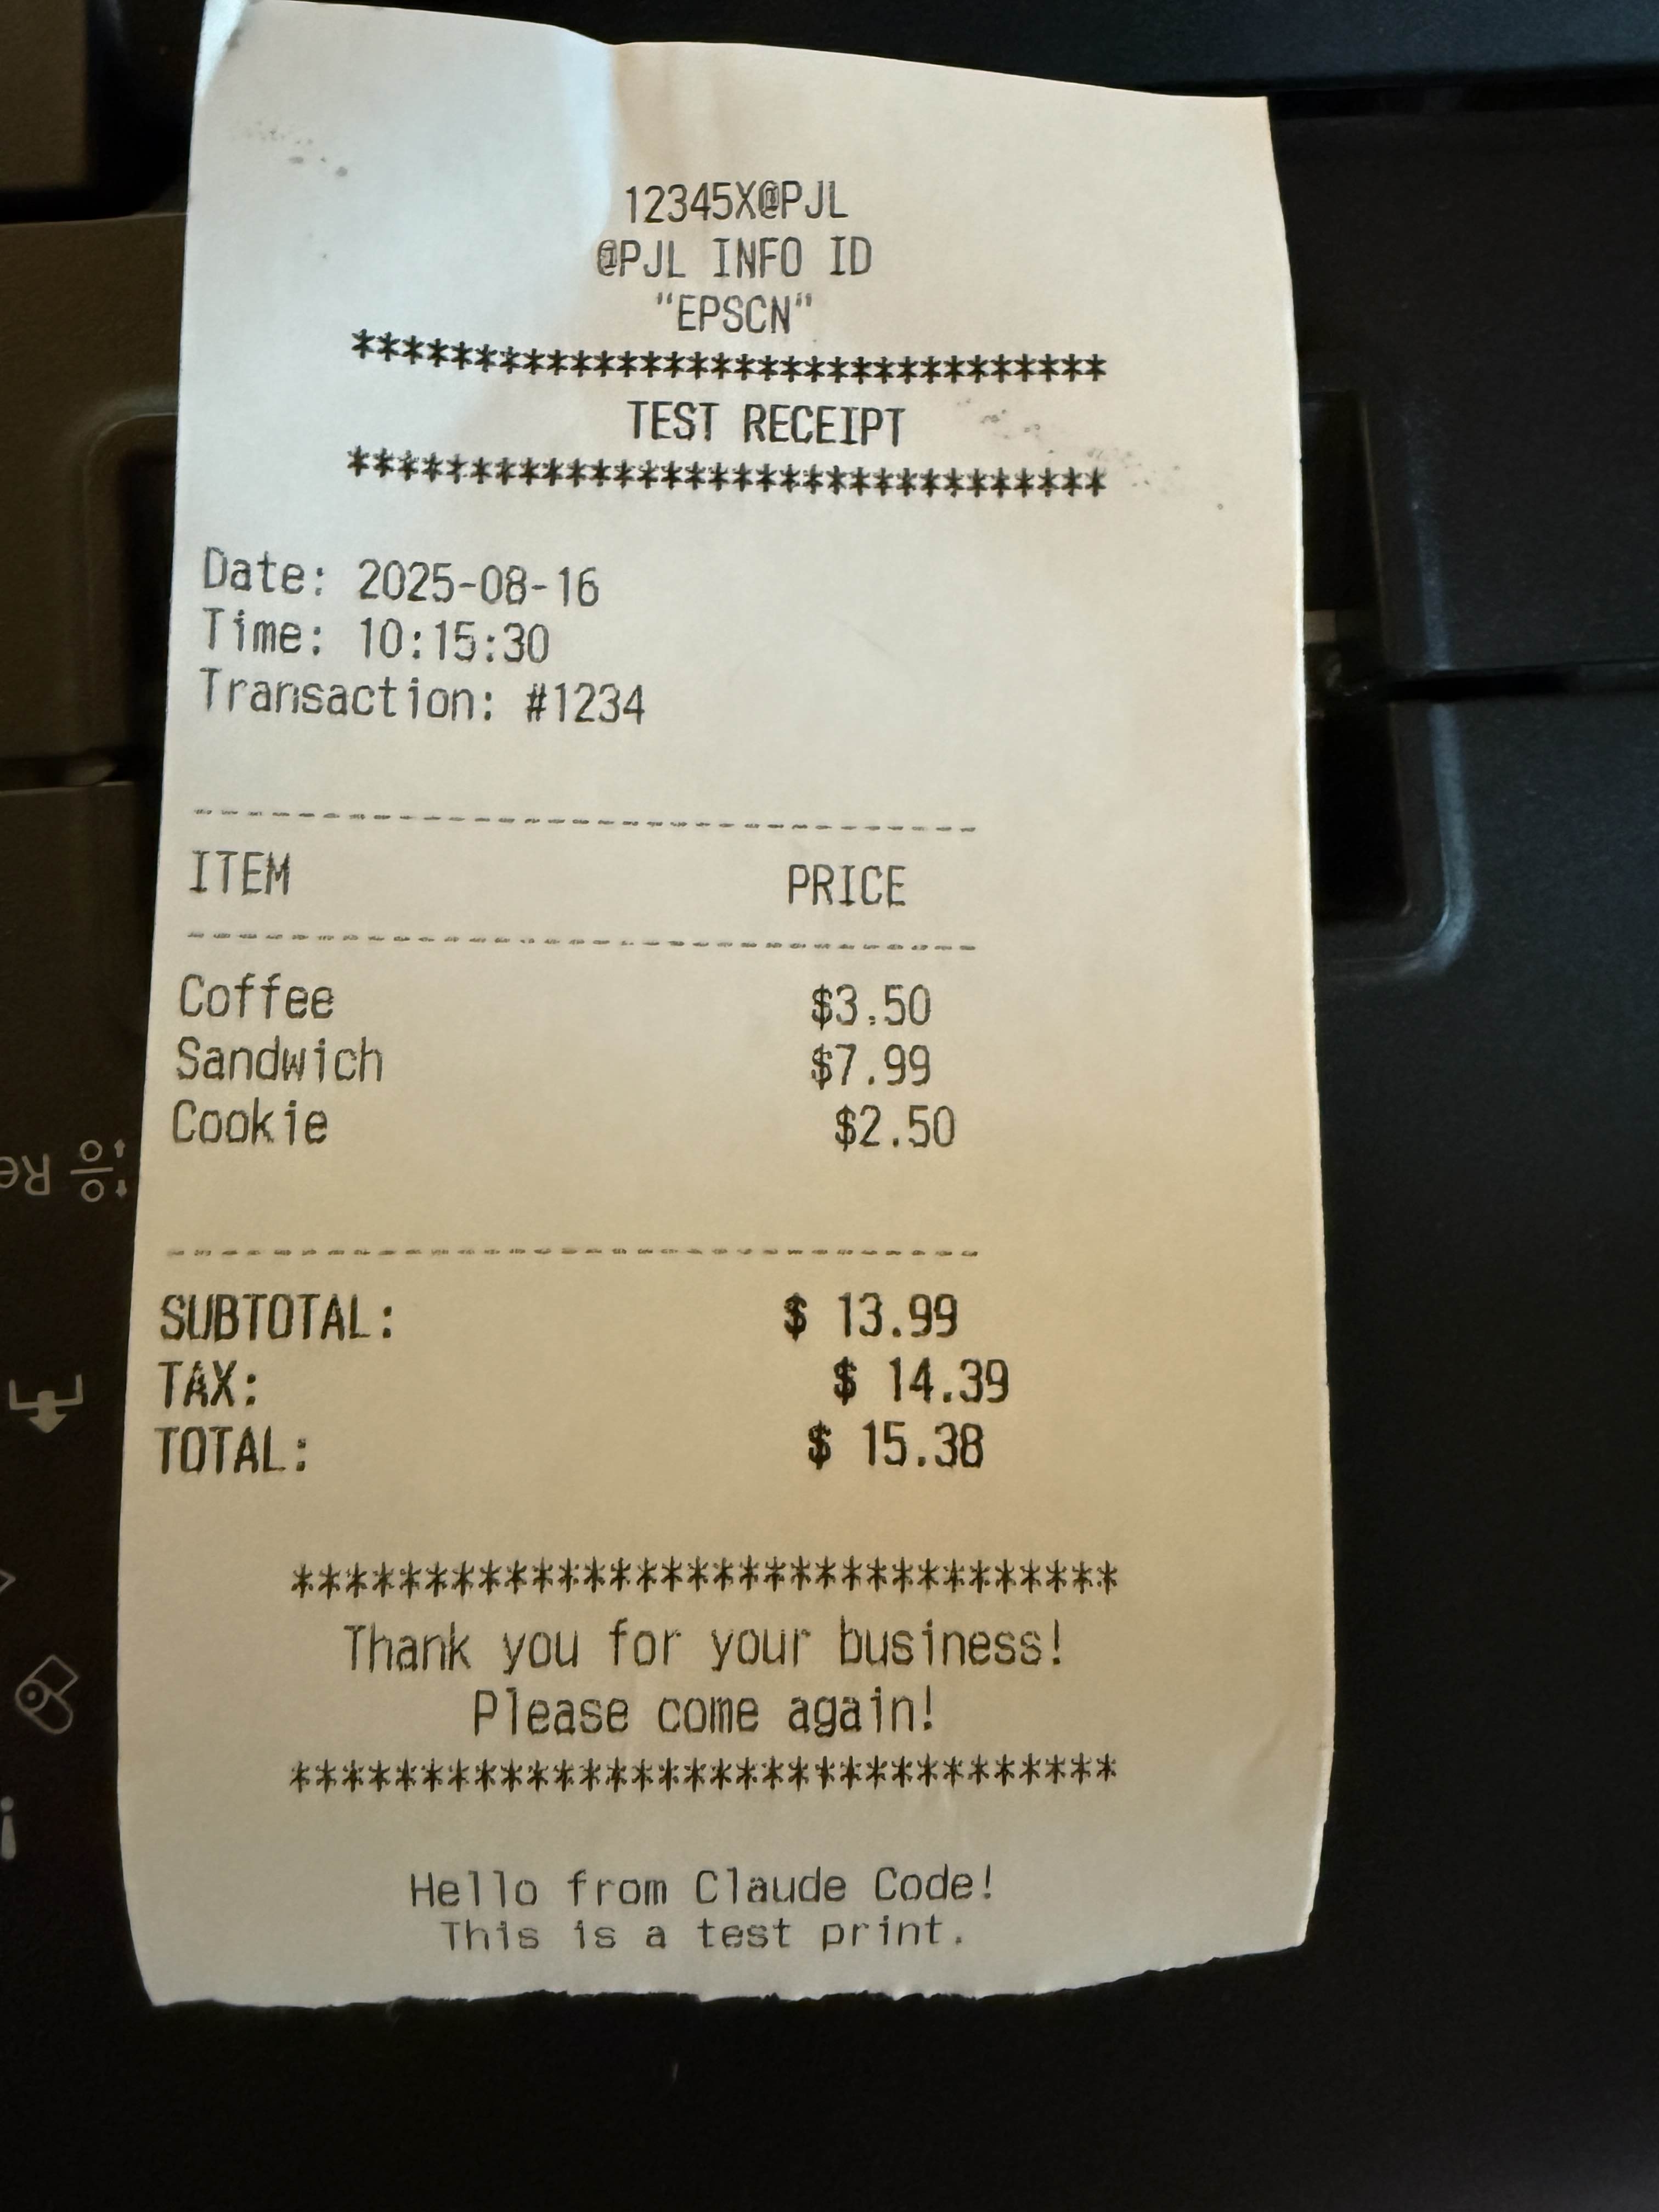 12345X@PJL
@PJL INFO ID
"EPSCN"
******************************
TEST RECEIPT
******************************
Date: 2025-08-16
Time: 10:15:30
Transaction: #1234
--------------------------------
ITEM PRICE
--------------------------------
Coffee $3.50
Sandwich $7.99
Cookie $2.50
--------------------------------
SUBTOTAL: $ 13.99
TAX: $ 14.39
TOTAL: $ 15.38
********************************
Thank you for your business!
Please come again!
********************************
Hello from Claude Code!
This is a test print.
Re